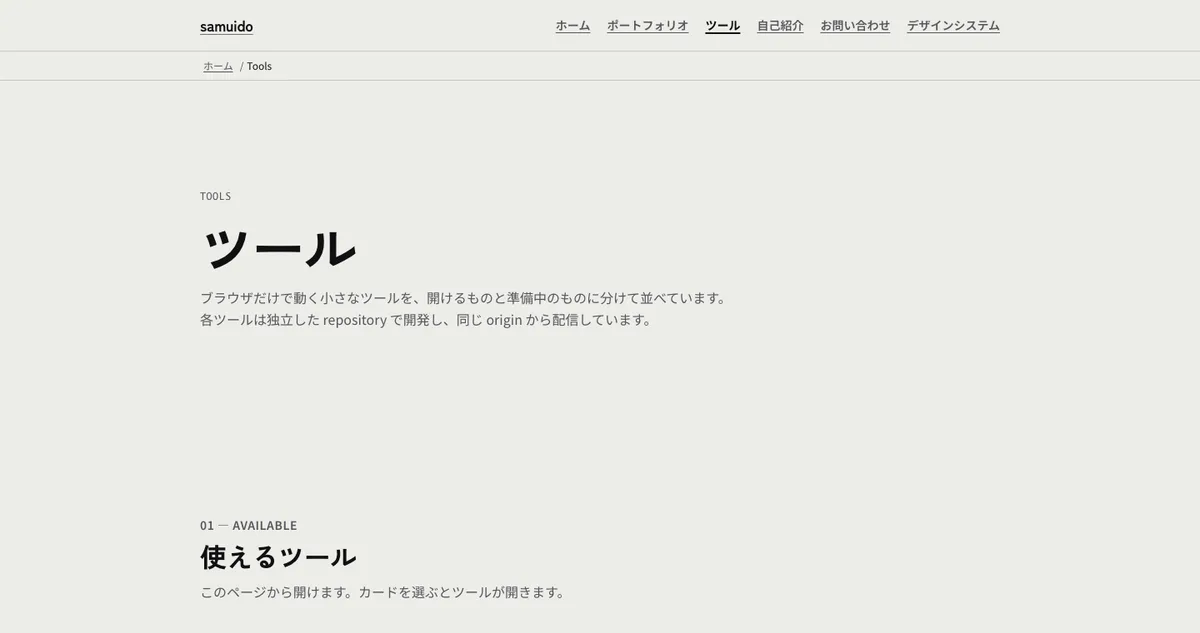 samuido
ホーム ポートフォリオ ツール 自己紹介 お問い合わせ デザインシステム
ホーム / Tools
TOOLS
ツール
ブラウザだけで動く小さなツールを、開けるものと準備中のものに分けて並べています。
各ツールは独立した repository で開発し、同じ origin から配信しています。
01 — AVAILABLE
使えるツール
このページから開けます。カードを選ぶとツールが開きます。